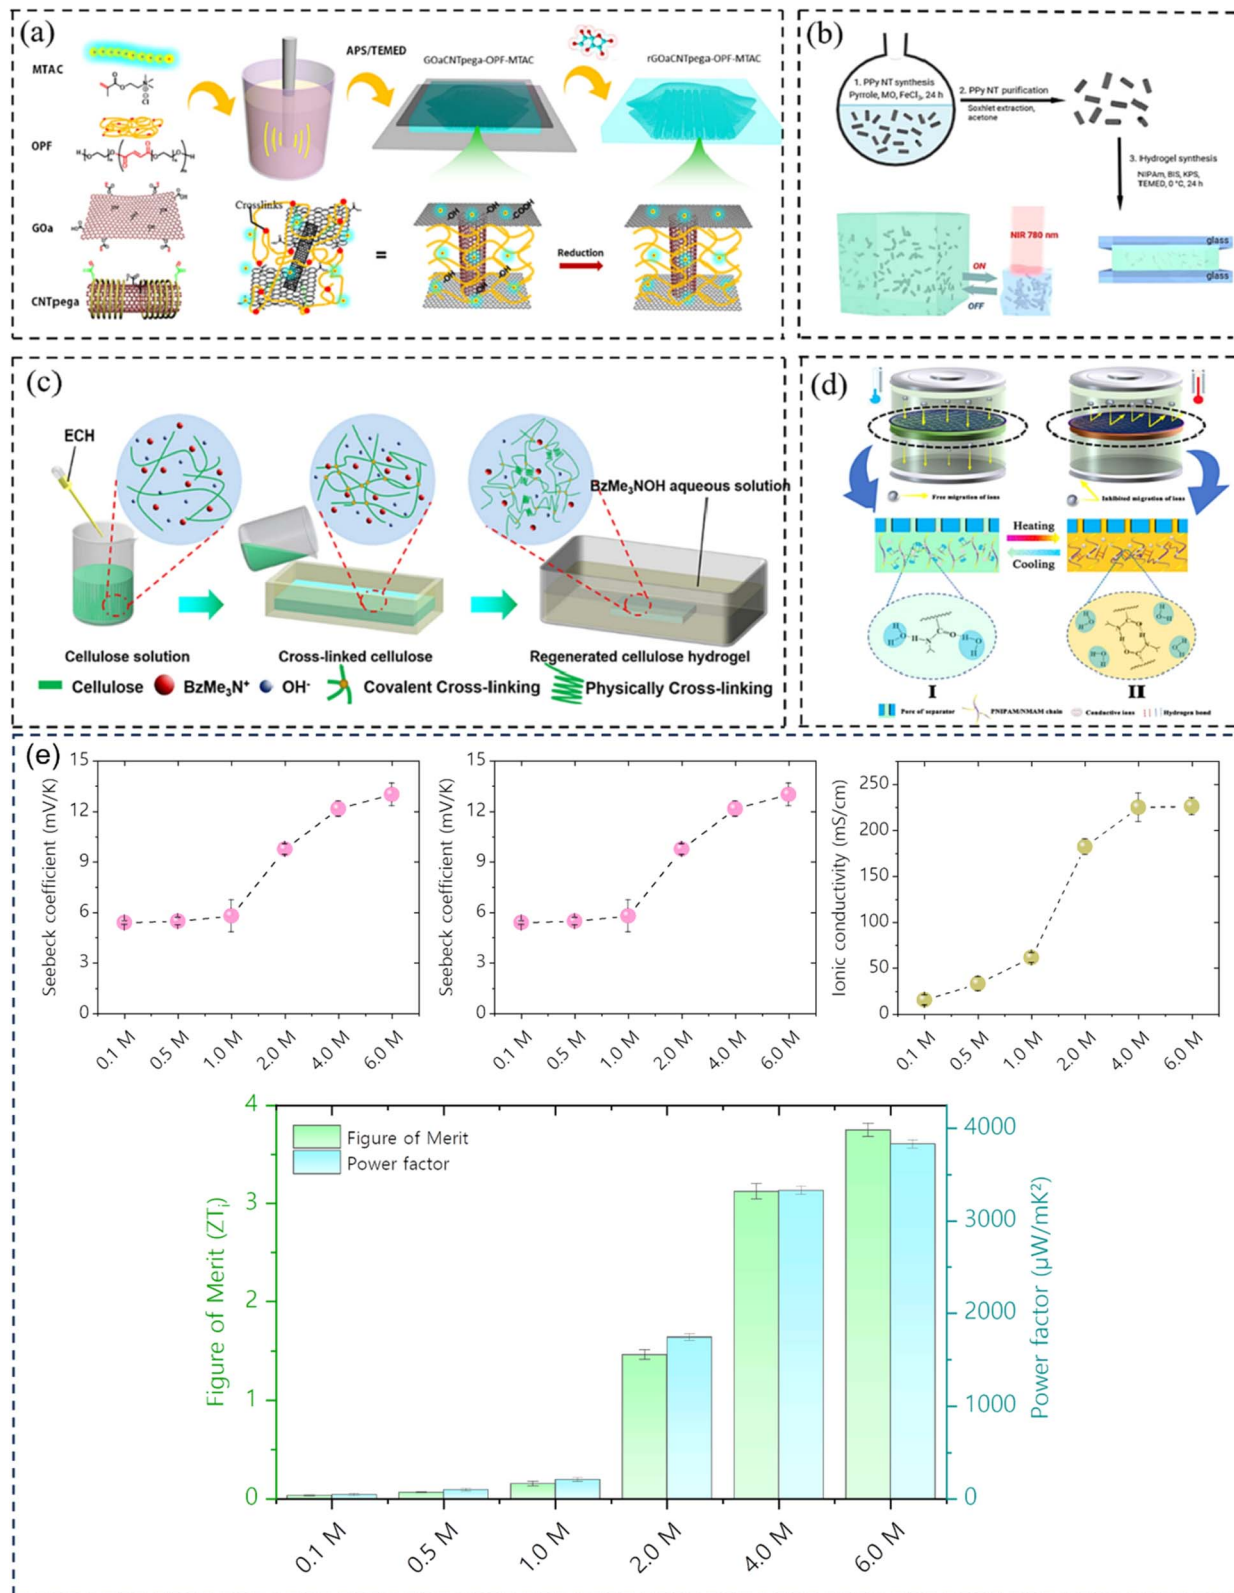 (a)
MTAC
Cl
APS/TEMED
GOaCNTpega-OPF-MTAC
rGOaCNTpega-OPF-MTAC
OPF
GOa
CNTpega
Crosslinks
=
OH
OH
COOH
OH
OH
Reduction
(b)
1. PPy NT synthesis
Pyrrole, MO, FeCl3, 24 h
2. PPy NT purification
Soxhlet extraction,
acetone
3. Hydrogel synthesis
NIPAm, BIS, KPS,
TEMED, 0 °C, 24 h
NIR 780 nm
ON
OFF
glass
glass
(c)
ECH
BzMe3NOH aqueous solution
Cellulose solution
Cross-linked cellulose
Regenerated cellulose hydrogel
Cellulose
BzMe3N+
OH-
Covalent Cross-linking
Physically Cross-linking
(d)
Free migration of ions
Inhibited migration of ions
Heating
Cooling
I
II
Pore of separator
PNIPAM/NMAM chain
Conductive ions
Hydrogen bond
(e)
Seebeck coefficient (mV/K)
15
12
9
6
3
0
0.1 M
0.5 M
1.0 M
2.0 M
4.0 M
6.0 M
Seebeck coefficient (mV/K)
15
12
9
6
3
0
0.1 M
0.5 M
1.0 M
2.0 M
4.0 M
6.0 M
Ionic conductivity (mS/cm)
250
200
150
100
50
0
0.1 M
0.5 M
1.0 M
2.0 M
4.0 M
6.0 M
Figure of Merit (ZTi)
4
3
2
1
0
Figure of Merit
Power factor
Power factor (μW/mK²)
4000
3000
2000
1000
0
0.1 M
0.5 M
1.0 M
2.0 M
4.0 M
6.0 M